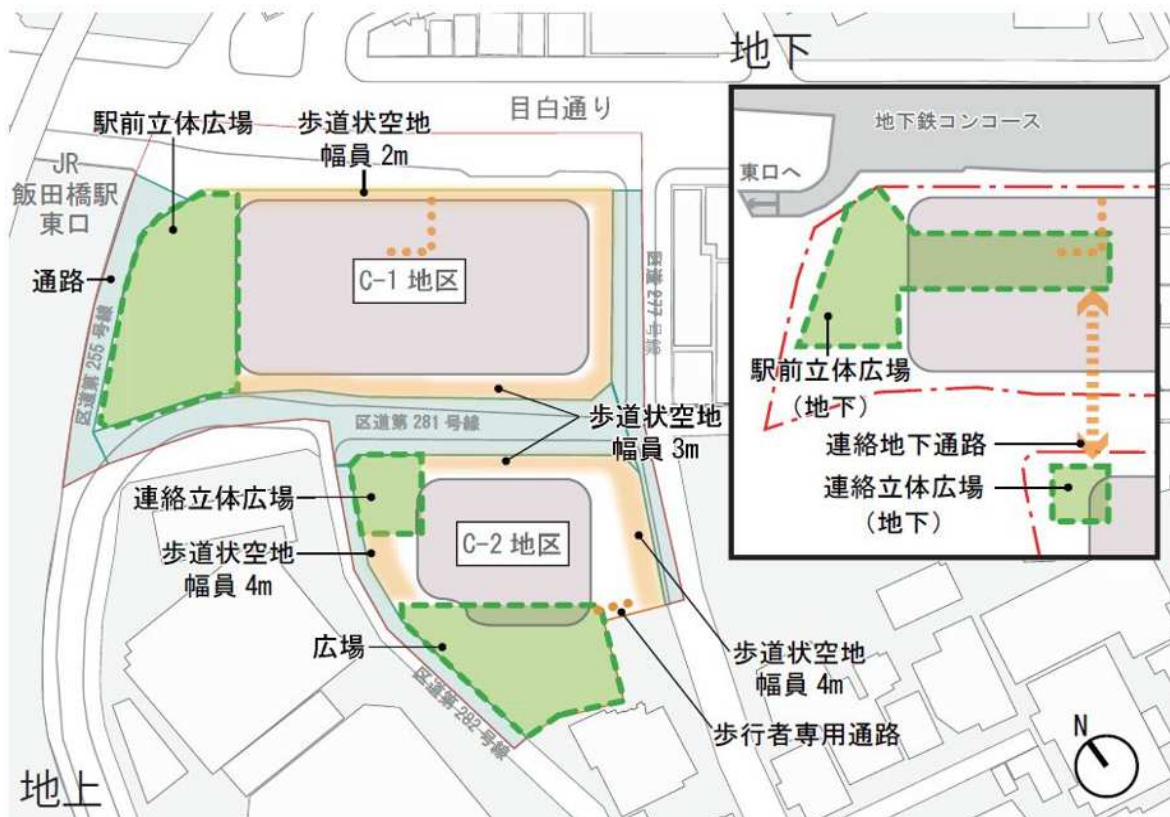 地下
目白通り
駅前立体広場
歩道状空地
幅員 2m
JR
飯田橋駅
東口
通路
区道第 255 号線
C-1 地区
区道第 277 号線
区道第 281 号線
歩道状空地
幅員 3m
連絡立体広場
歩道状空地
幅員 4m
C-2 地区
広場
区道第 282 号線
歩道状空地
幅員 4m
歩行者専用通路
地下鉄コンコース
東口へ
駅前立体広場
（地下）
連絡地下通路
連絡立体広場
（地下）
N
地上